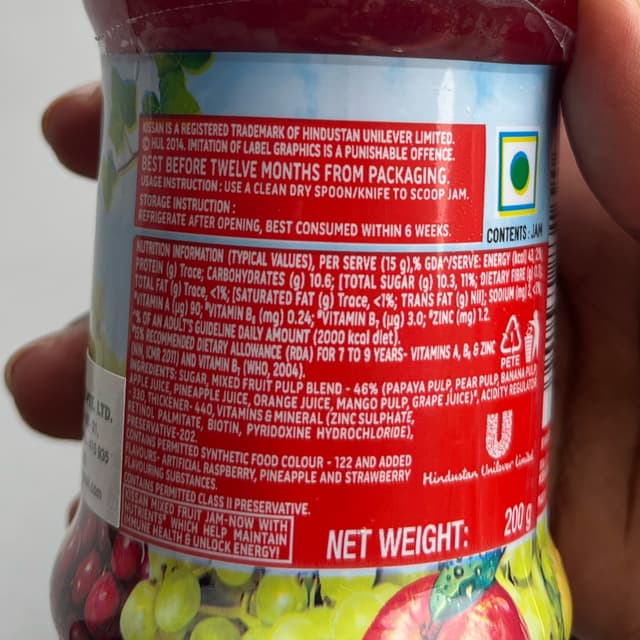 KISSAN IS A REGISTERED TRADEMARK OF HINDUSTAN UNILEVER LIMITED.
© HUL 2014. IMITATION OF LABEL GRAPHICS IS A PUNISHABLE OFFENCE.
BEST BEFORE TWELVE MONTHS FROM PACKAGING.
USAGE INSTRUCTION : USE A CLEAN DRY SPOON/KNIFE TO SCOOP JAM.
STORAGE INSTRUCTION :
REFRIGERATE AFTER OPENING, BEST CONSUMED WITHIN 6 WEEKS.
CONTENTS : JAM
NUTRITION INFORMATION (TYPICAL VALUES), PER SERVE (15 g),% GDA^/SERVE: ENERGY (kcal)
PROTEIN (g) Trace; CARBOHYDRATES (g) 10.6; [TOTAL SUGAR (g) 10.3, 11%; DIETARY FIBRE (g)
TOTAL FAT (g) Trace, <1%; [SATURATED FAT (g) Trace, <1%; TRANS FAT (g) Nil]; SODIUM (mg)
#VITAMIN A (µg) 90, #VITAMIN B₆ (mg) 0.24; #VITAMIN B₇ (µg) 3.0; #ZINC (mg) 1.2.
^% OF AN ADULT'S GUIDELINE DAILY AMOUNT (2000 kcal diet).
RECOMMENDED DIETARY ALLOWANCE (RDA) FOR 7 TO 9 YEARS- VITAMINS A, B₆ & ZINC
ICMR 2011) AND VITAMIN B₇ (WHO, 2004).
PETE
INGREDIENTS: SUGAR, MIXED FRUIT PULP BLEND - 46% (PAPAYA PULP, PEAR PULP, BANANA PULP,
APPLE JUICE, PINEAPPLE JUICE, ORANGE JUICE, MANGO PULP, GRAPE JUICE)#, ACIDITY REGULATOR
-330, THICKENER- 440, VITAMINS & MINERAL (ZINC SULPHATE,
RETINOL PALMITATE, BIOTIN, PYRIDOXINE HYDROCHLORIDE),
PRESERVATIVE-202.
CONTAINS PERMITTED SYNTHETIC FOOD COLOUR - 122 AND ADDED
FLAVOURS- ARTIFICIAL RASPBERRY, PINEAPPLE AND STRAWBERRY
FLAVOURING SUBSTANCES.
CONTAINS PERMITTED CLASS II PRESERVATIVE.
Hindustan Unilever Limited
KISSAN MIXED FRUIT JAM-NOW WITH
WHICH HELP MAINTAIN
IMMUNE HEALTH & UNLOCK ENERGY!
NET WEIGHT: 200 g
LTD.